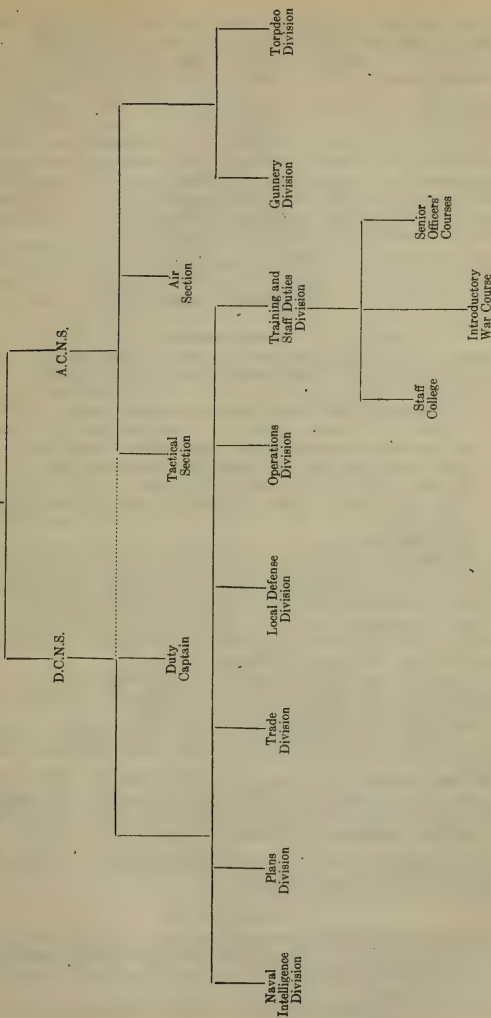 D.C.N.S.
A.C.N.S.
Duty
Captain
Tactical
Section
Air
Section
Naval
Intelligence
Division
Plans
Division
Trade
Division
Local Defense
Division
Operations
Division
Training and
Staff Duties
Division
Gunnery
Division
Torpdeo
Division
Staff
College
Introductory
War Course
Senior
Officers'
Courses